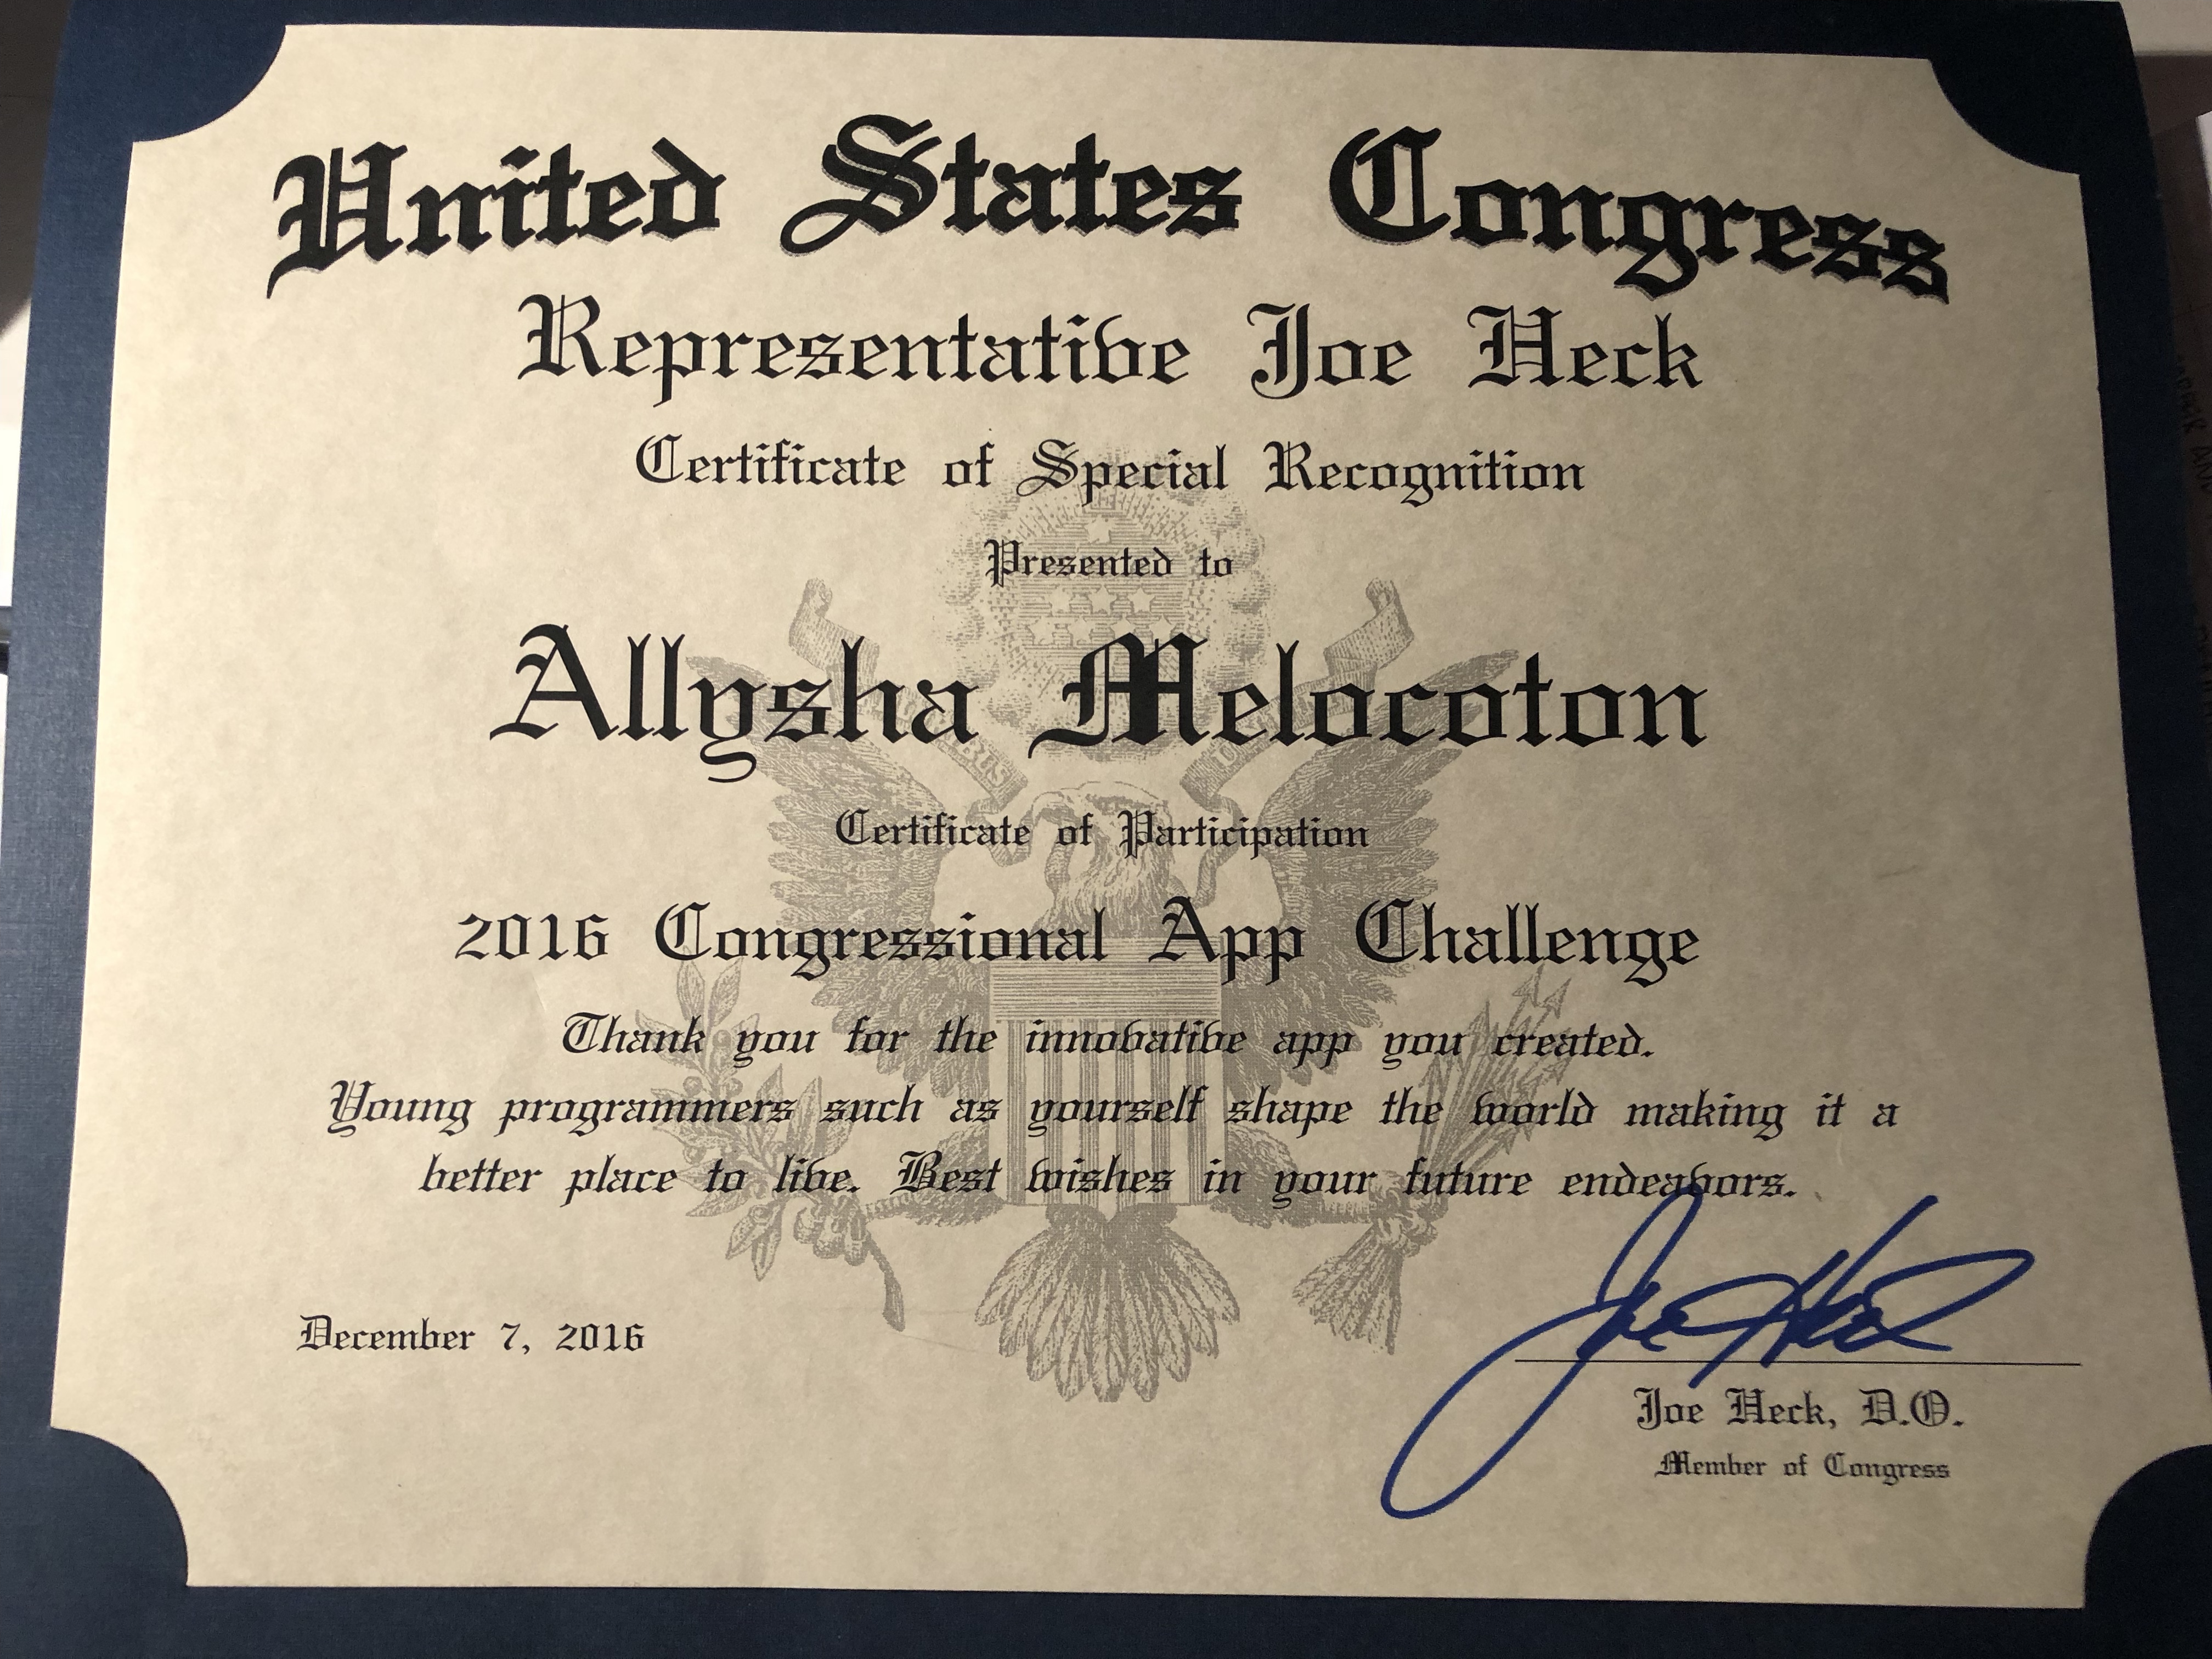 United States Congress
Representative Joe Heck
Certificate of Special Recognition
Presented to
Allysha Melocoton
Certificate of Participation
2016 Congressional App Challenge
Thank you for the innovative app you created.
Young programmers such as yourself shape the world making it a
better place to live. Best wishes in your future endeavors.
December 7, 2016
Joe Heck
Joe Heck, D.O.
Member of Congress